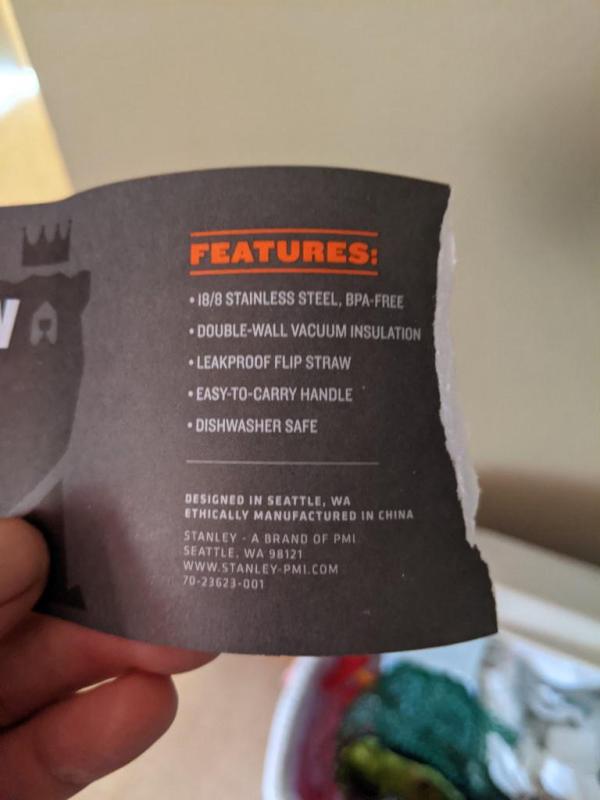 W
FEATURES:
• 18/8 STAINLESS STEEL, BPA-FREE
• DOUBLE-WALL VACUUM INSULATION
• LEAKPROOF FLIP STRAW
• EASY-TO-CARRY HANDLE
• DISHWASHER SAFE
DESIGNED IN SEATTLE, WA
ETHICALLY MANUFACTURED IN CHINA
STANLEY - A BRAND OF PMI
SEATTLE, WA 98121
WWW.STANLEY-PMI.COM
70-23623-001